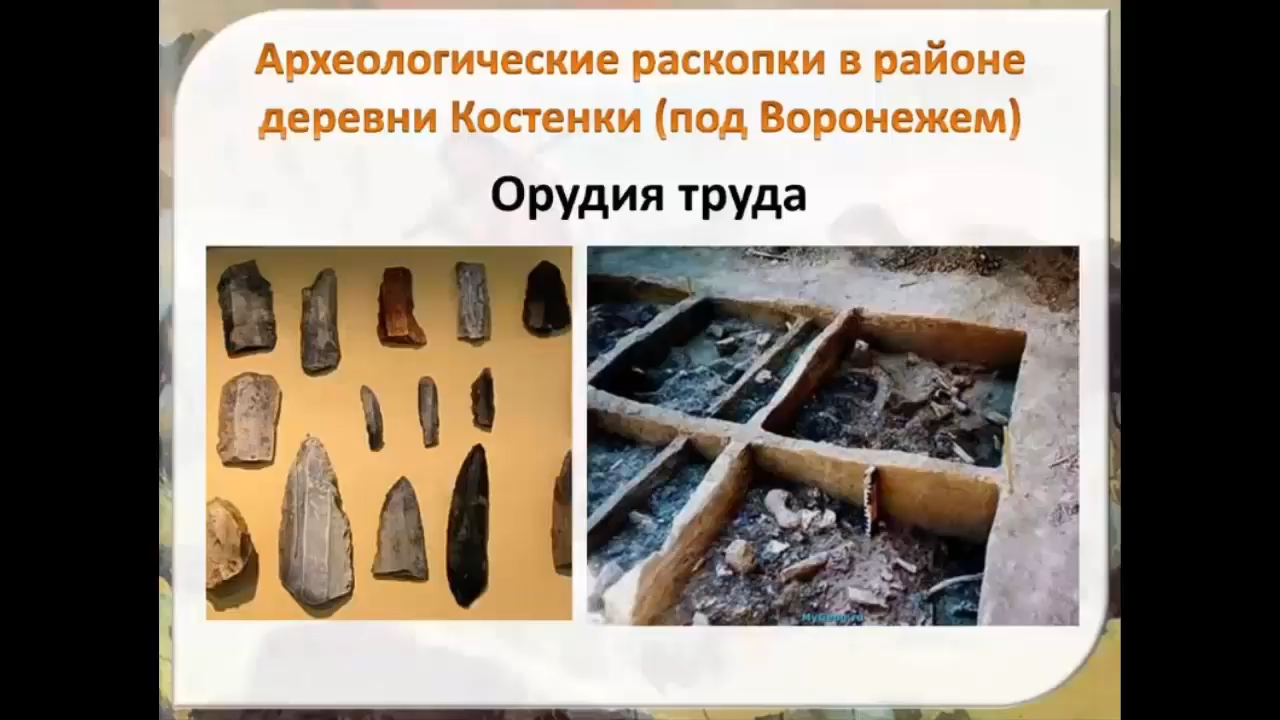 Археологические раскопки в районе
деревни Костенки (под Воронежем)
Орудия труда